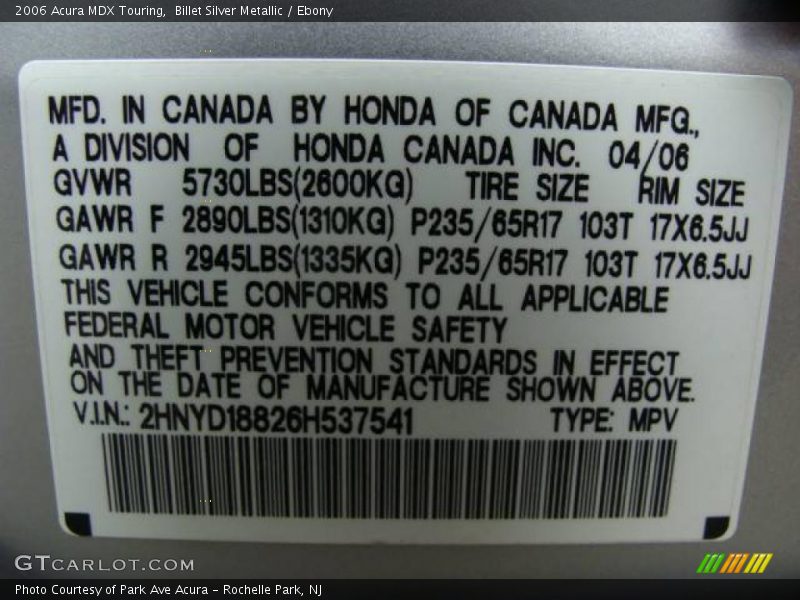 2006 Acura MDX Touring,  Billet Silver Metallic / Ebony
MFD. IN CANADA BY HONDA OF CANADA MFG.,
A DIVISION OF HONDA CANADA INC. 04/06
GVWR 5730LBS(2600KG) TIRE SIZE RIM SIZE
GAWR F 2890LBS(1310KG) P235/65R17 103T 17X6.5JJ
GAWR R 2945LBS(1335KG) P235/65R17 103T 17X6.5JJ
THIS VEHICLE CONFORMS TO ALL APPLICABLE
FEDERAL MOTOR VEHICLE SAFETY
AND THEFT PREVENTION STANDARDS IN EFFECT
ON THE DATE OF MANUFACTURE SHOWN ABOVE.
V.I.N.: 2HNYD18826H537541 TYPE: MPV
GTCARLOT.COM
Photo Courtesy of Park Ave Acura - Rochelle Park, NJ